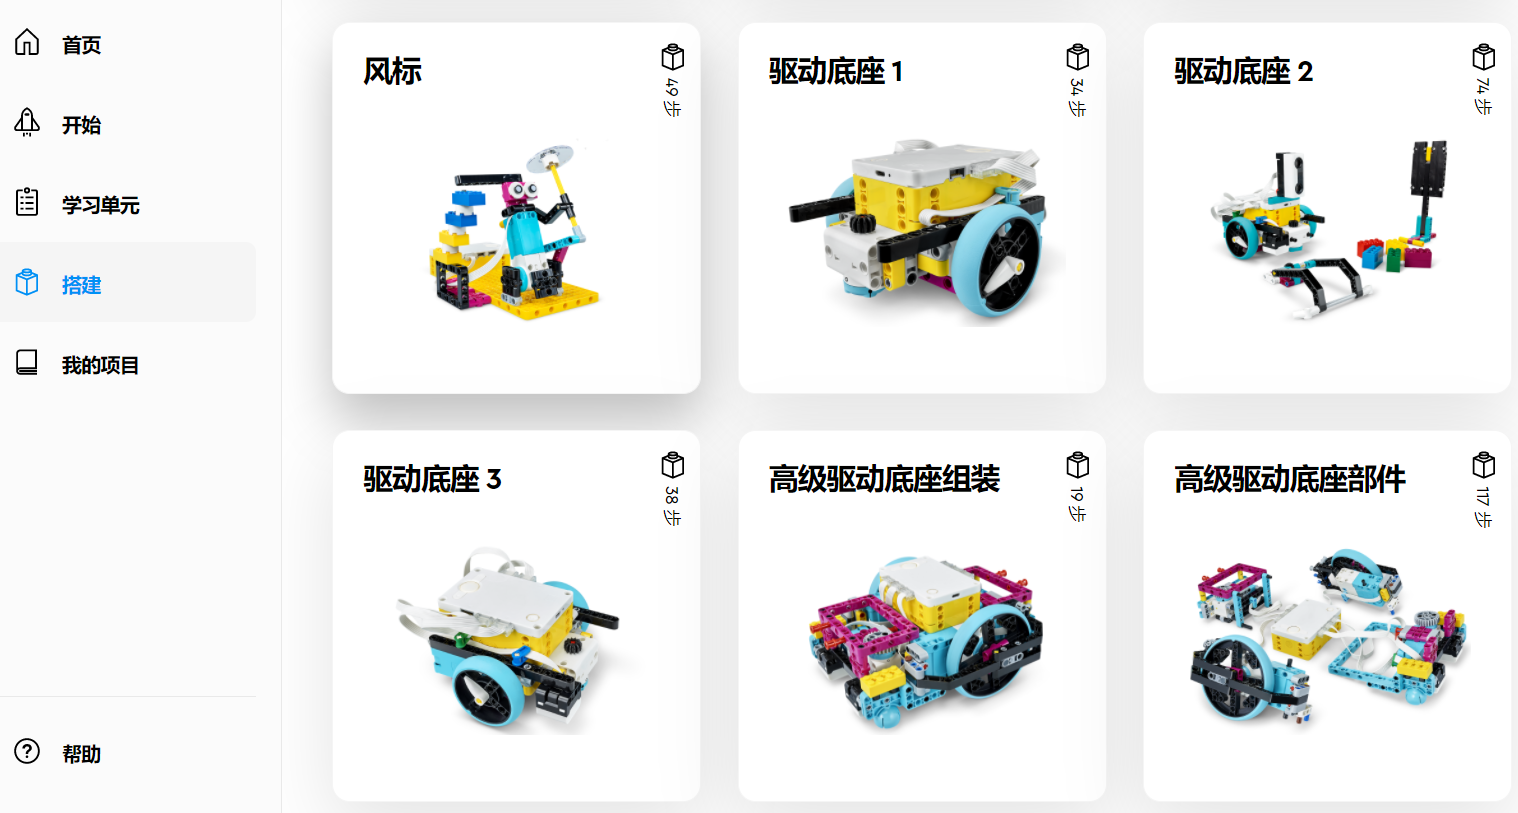 首页
开始
学习单元
搭建
我的项目
帮助
风标
49 步
驱动底座 1
34 步
驱动底座 2
74 步
驱动底座 3
38 步
高级驱动底座组装
19 步
高级驱动底座部件
117 步